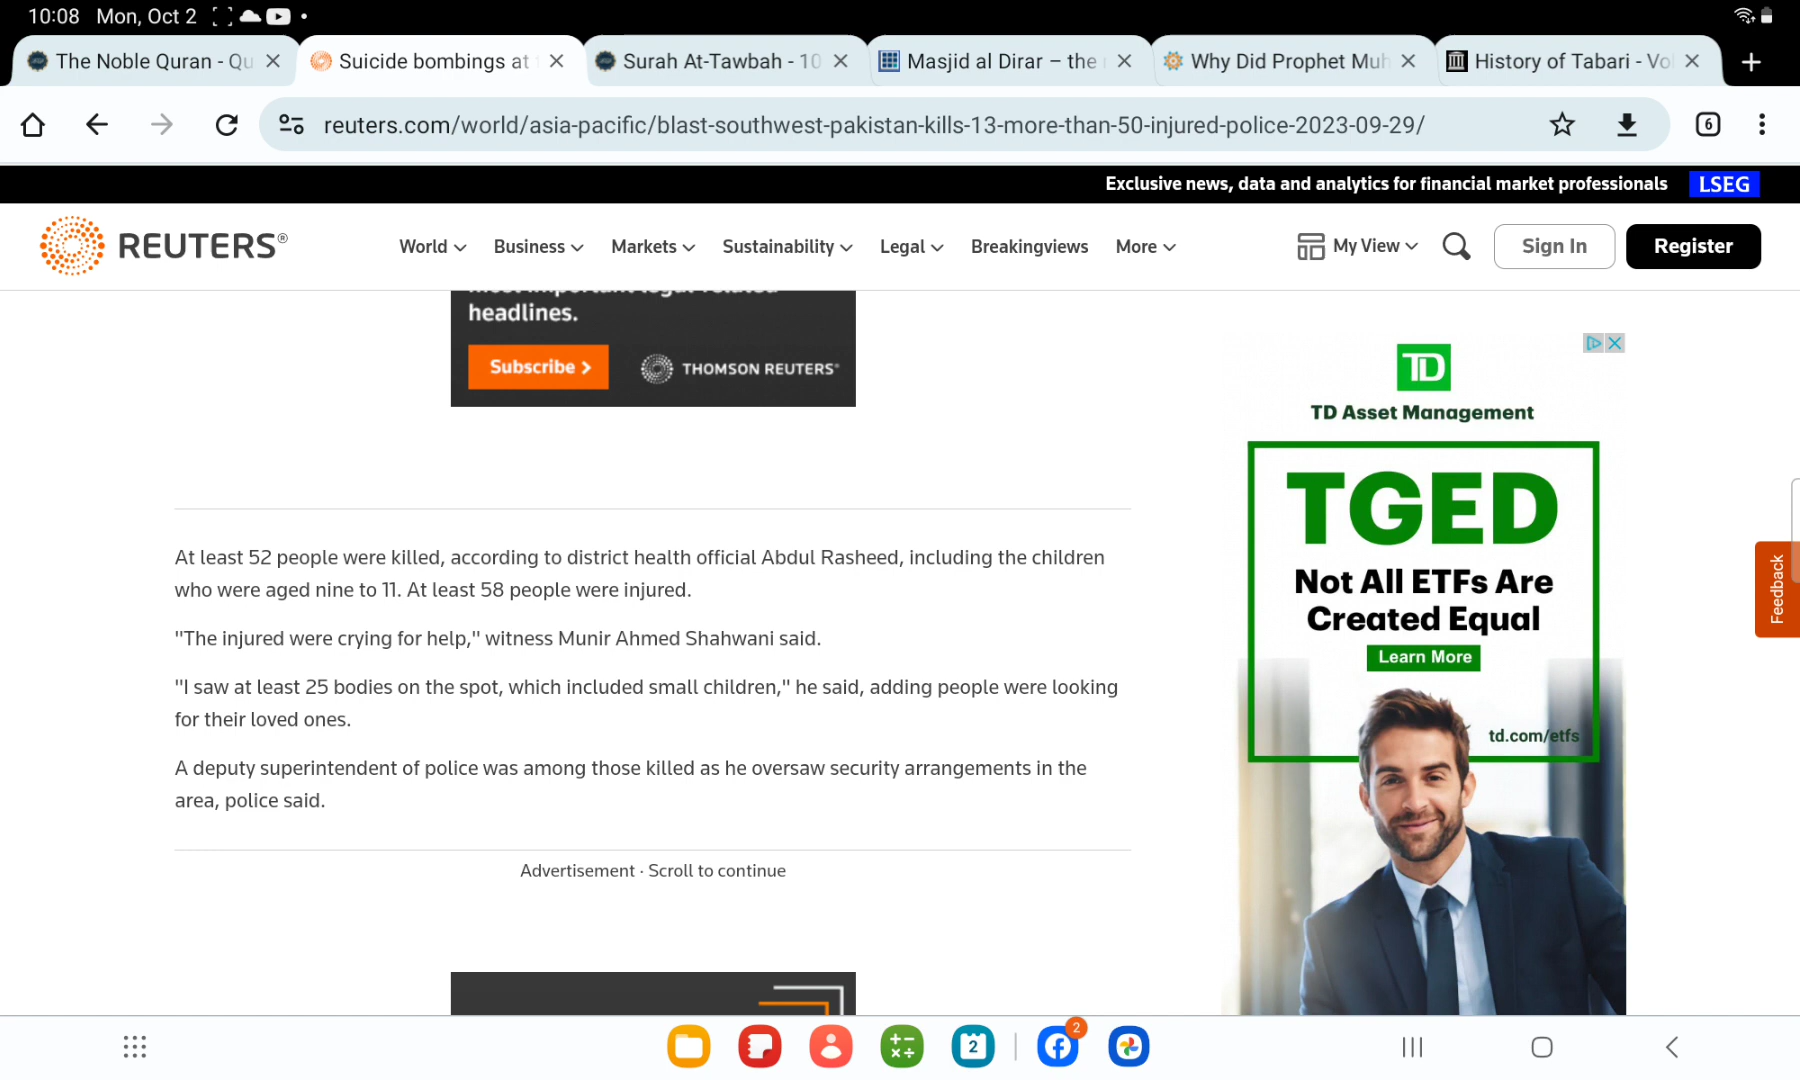 10:08 Mon, Oct 2
The Noble Quran - Qu
Suicide bombings at
Surah At-Tawbah - 10
Masjid al Dirar – the
Why Did Prophet Muh
History of Tabari - Vol
reuters.com/world/asia-pacific/blast-southwest-pakistan-kills-13-more-than-50-injured-police-2023-09-29/
6
Exclusive news, data and analytics for financial market professionals LSEG
REUTERS®
World Business Markets Sustainability Legal Breakingviews More My View Sign In Register
most important legal-related
headlines.
Subscribe >
THOMSON REUTERS®
TD
TD Asset Management
TGED
Not All ETFs Are
Created Equal
Learn More
td.com/etfs
Feedback
At least 52 people were killed, according to district health official Abdul Rasheed, including the children
who were aged nine to 11. At least 58 people were injured.
"The injured were crying for help," witness Munir Ahmed Shahwani said.
"I saw at least 25 bodies on the spot, which included small children," he said, adding people were looking
for their loved ones.
A deputy superintendent of police was among those killed as he oversaw security arrangements in the
area, police said.
Advertisement · Scroll to continue
2
2